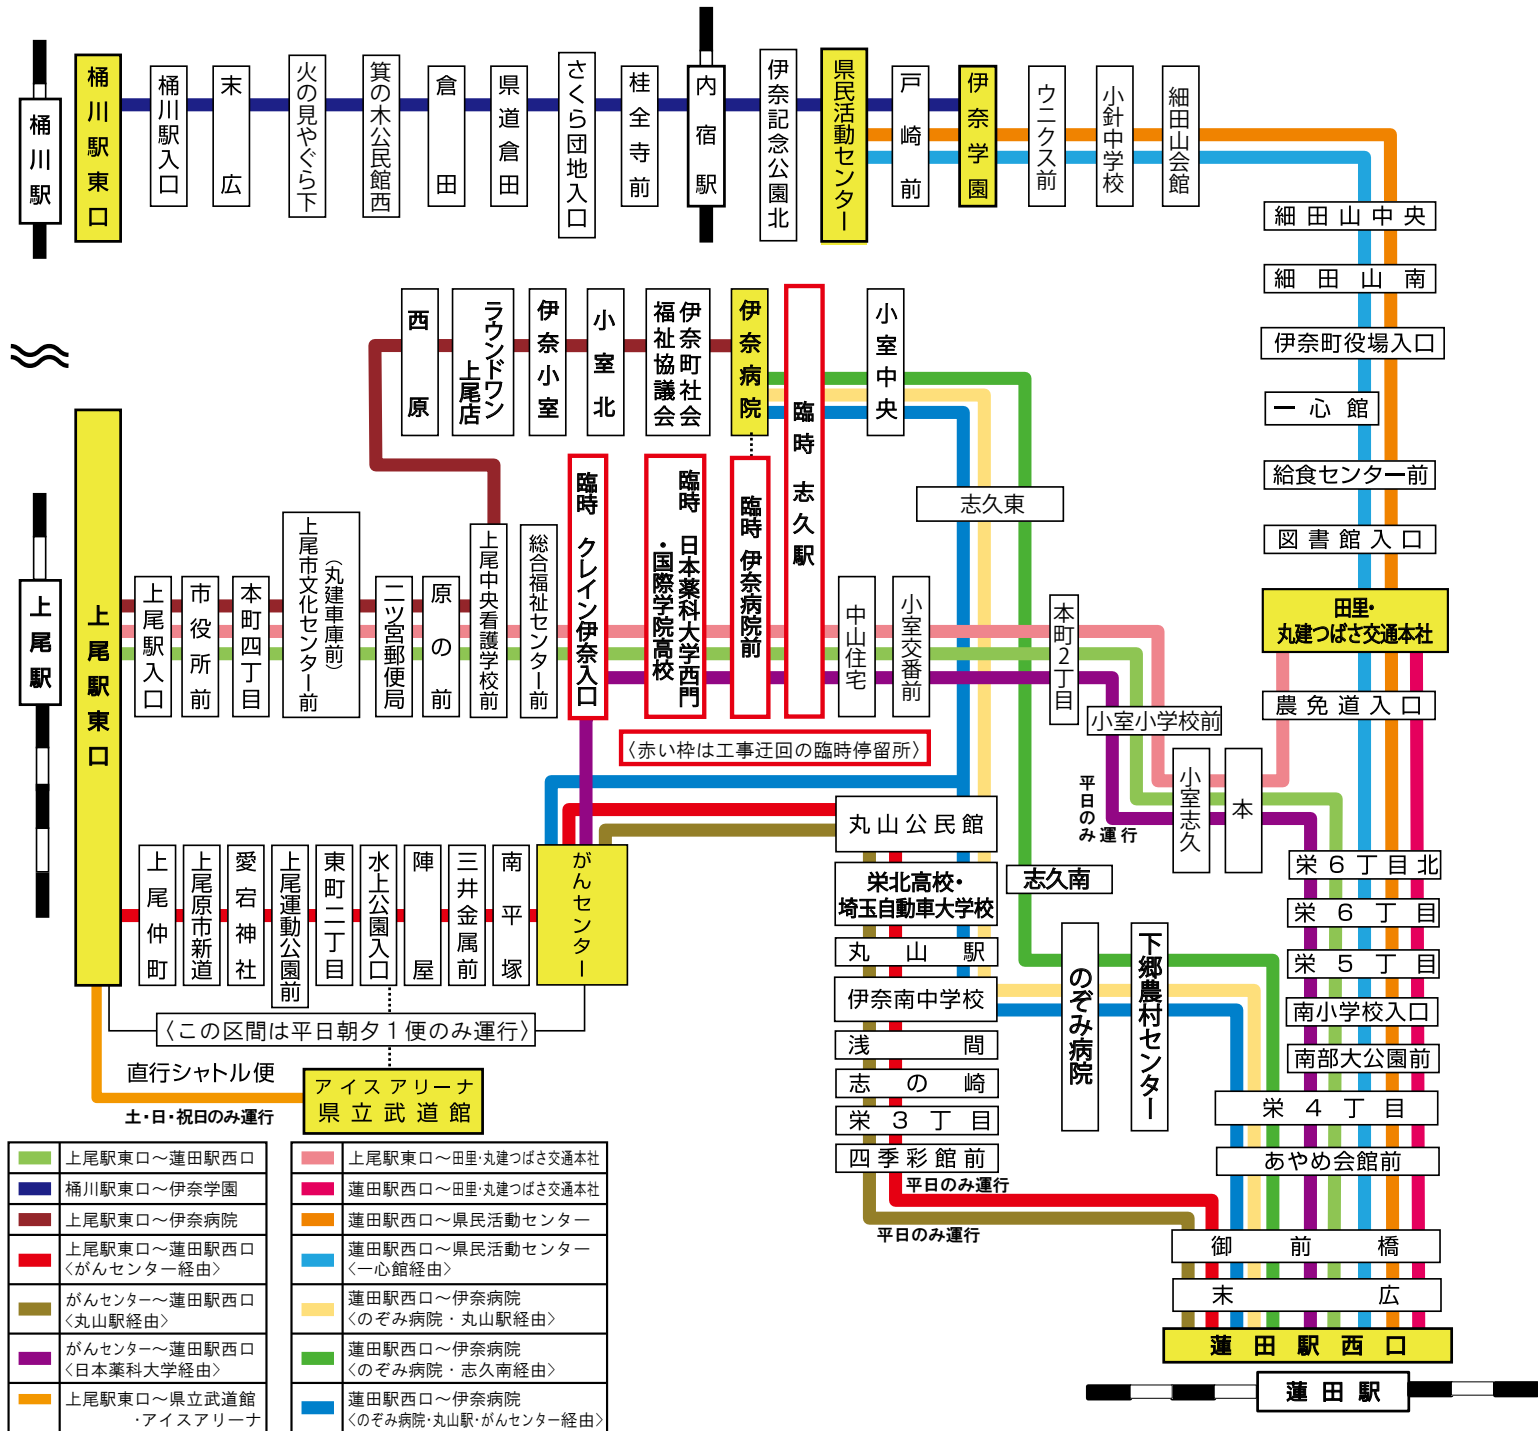 桶川駅
桶川駅東口
桶川駅入口
末広
火の見やぐら下
箕の木公民館西
倉田
県道倉田
さくら団地入口
桂全寺前
内宿駅
伊奈記念公園北
県民活動センター
戸崎前
伊奈学園
ウニクス前
小針中学校
細田山会館
細田山中央
細田山南
伊奈町役場入口
一心館
給食センター前
図書館入口
田里・
丸建つばさ交通本社
農免道入口
西原
ラウンドワン
上尾店
伊奈小室
小室北
伊奈町社会
福祉協議会
伊奈病院
臨時 志久駅
小室中央
志久東
上尾駅
上尾駅東口
上尾駅入口
市役所前
本町四丁目
(丸建車庫前)
上尾市文化センター前
二ツ宮郵便局
原の前
上尾中央看護学校前
総合福祉センター前
臨時 クレイン伊奈入口
臨時 日本薬科大学西門
・国際学院高校
臨時 伊奈病院前
中山住宅
小室交番前
本町2丁目
小室小学校前
小室志久
本
平日のみ運行
〈赤い枠は工事迂回の臨時停留所〉
丸山公民館
栄北高校・
埼玉自動車大学校
丸山駅
伊奈南中学校
浅間
志の崎
栄3丁目
四季彩館前
平日のみ運行
平日のみ運行
志久南
のぞみ病院
下郷農村センター
栄6丁目北
栄6丁目
栄5丁目
南小学校入口
南部大公園前
栄4丁目
あやめ会館前
御前橋
末広
蓮田駅西口
蓮田駅
上尾仲町
上尾原市新道
愛宕神社
上尾運動公園前
東町二丁目
水上公園入口
陣屋
三井金属前
南平塚
がんセンター
〈この区間は平日朝夕1便のみ運行〉
直行シャトル便
土・日・祝日のみ運行
アイスアリーナ
県立武道館
上尾駅東口～蓮田駅西口
桶川駅東口～伊奈学園
上尾駅東口～伊奈病院
上尾駅東口～蓮田駅西口
〈がんセンター経由〉
がんセンター～蓮田駅西口
〈丸山駅経由〉
がんセンター～蓮田駅西口
〈日本薬科大学経由〉
上尾駅東口～県立武道館
・アイスアリーナ
上尾駅東口～田里・丸建つばさ交通本社
蓮田駅西口～田里・丸建つばさ交通本社
蓮田駅西口～県民活動センター
蓮田駅西口～県民活動センター
〈一心館経由〉
蓮田駅西口～伊奈病院
〈のぞみ病院・丸山駅経由〉
蓮田駅西口～伊奈病院
〈のぞみ病院・志久南経由〉
蓮田駅西口～伊奈病院
〈のぞみ病院・丸山駅・がんセンター経由〉